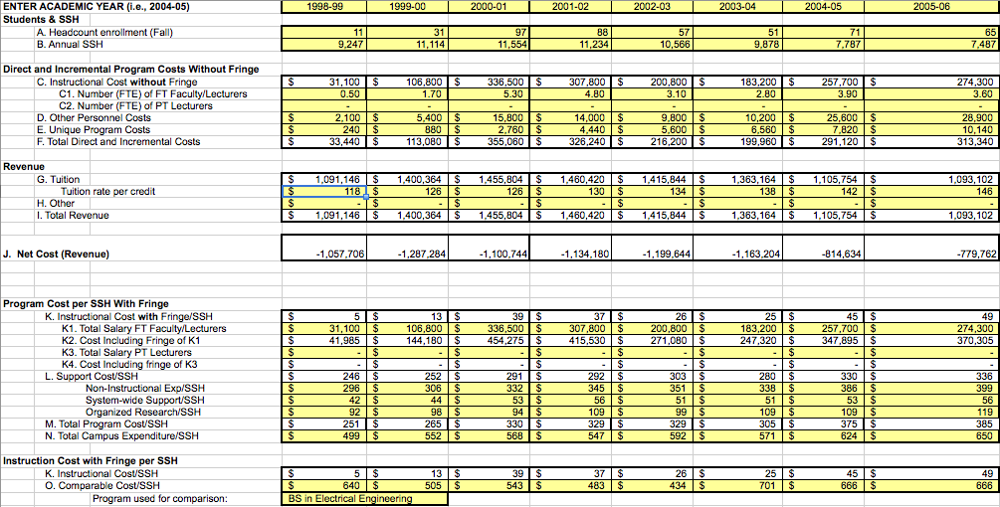 ENTER ACADEMIC YEAR (i.e., 2004-05) 1998-99 1999-00 2000-01 2001-02 2002-03 2003-04 2004-05 2005-06
Students & SSH
A. Headcount enrollment (Fall) 11 31 97 88 57 51 71 65
B. Annual SSH 9,247 11,114 11,554 11,234 10,566 9,878 7,787 7,487
Direct and Incremental Program Costs Without Fringe
C. Instructional Cost without Fringe $ 31,100 $ 106,800 $ 336,500 $ 307,800 $ 200,800 $ 183,200 $ 257,700 $ 274,300
C1. Number (FTE) of FT Faculty/Lecturers 0.50 1.70 5.30 4.80 3.10 2.80 3.90 3.60
C2. Number (FTE) of PT Lecturers - - - - - - - -
D. Other Personnel Costs $ 2,100 $ 5,400 $ 15,800 $ 14,000 $ 9,800 $ 10,200 $ 25,600 $ 28,900
E. Unique Program Costs $ 240 $ 880 $ 2,760 $ 4,440 $ 5,600 $ 6,560 $ 7,820 $ 10,140
F. Total Direct and Incremental Costs $ 33,440 $ 113,080 $ 355,060 $ 326,240 $ 216,200 $ 199,960 $ 291,120 $ 313,340
Revenue
G. Tuition $ 1,091,146 $ 1,400,364 $ 1,455,804 $ 1,460,420 $ 1,415,844 $ 1,363,164 $ 1,105,754 $ 1,093,102
Tuition rate per credit $ 118 $ 126 $ 126 $ 130 $ 134 $ 138 $ 142 $ 146
H. Other $ - $ - $ - $ - $ - $ - $ - $ -
I. Total Revenue $ 1,091,146 $ 1,400,364 $ 1,455,804 $ 1,460,420 $ 1,415,844 $ 1,363,164 $ 1,105,754 $ 1,093,102
J. Net Cost (Revenue) -1,057,706 -1,287,284 -1,100,744 -1,134,180 -1,199,644 -1,163,204 -814,634 -779,762
Program Cost per SSH With Fringe
K. Instructional Cost with Fringe/SSH $ 5 $ 13 $ 39 $ 37 $ 26 $ 25 $ 45 $ 49
K1. Total Salary FT Faculty/Lecturers $ 31,100 $ 106,800 $ 336,500 $ 307,800 $ 200,800 $ 183,200 $ 257,700 $ 274,300
K2. Cost Including Fringe of K1 $ 41,985 $ 144,180 $ 454,275 $ 415,530 $ 271,080 $ 247,320 $ 347,895 $ 370,305
K3. Total Salary PT Lecturers $ - $ - $ - $ - $ - $ - $ - $ -
K4. Cost Including fringe of K3 $ - $ - $ - $ - $ - $ - $ - $ -
L. Support Cost/SSH $ 246 $ 252 $ 291 $ 292 $ 303 $ 280 $ 330 $ 336
Non-Instructional Exp/SSH $ 296 $ 306 $ 332 $ 345 $ 351 $ 338 $ 386 $ 399
System-wide Support/SSH $ 42 $ 44 $ 53 $ 56 $ 51 $ 51 $ 53 $ 56
Organized Research/SSH $ 92 $ 98 $ 94 $ 109 $ 99 $ 109 $ 109 $ 119
M. Total Program Cost/SSH $ 251 $ 265 $ 330 $ 329 $ 329 $ 305 $ 375 $ 385
N. Total Campus Expenditure/SSH $ 499 $ 552 $ 568 $ 547 $ 592 $ 571 $ 624 $ 650
Instruction Cost with Fringe per SSH
K. Instructional Cost/SSH $ 5 $ 13 $ 39 $ 37 $ 26 $ 25 $ 45 $ 49
O. Comparable Cost/SSH $ 640 $ 505 $ 543 $ 483 $ 434 $ 701 $ 666 $ 666
Program used for comparison: BS in Electrical Engineering